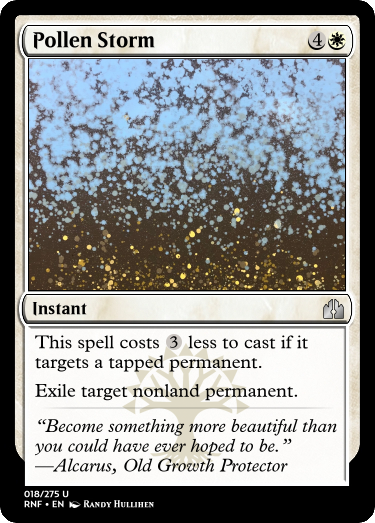 Pollen Storm 4
Instant
This spell costs 3 less to cast if it
targets a tapped permanent.
Exile target nonland permanent.
“Become something more beautiful than
you could have ever hoped to be.”
—Alcarus, Old Growth Protector
018/275 U
RNF • EN Randy Hullihen